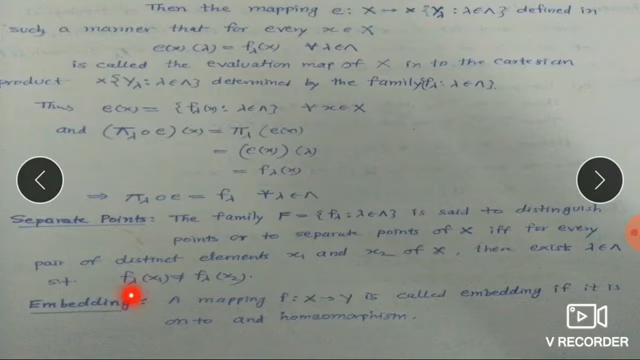 Then the mapping e: X → × {Yλ : λ∈Λ} defined in
such a manner that for every x∈X
e(x)(λ) = fλ(x) ∀ λ∈Λ
is called the evaluation map of X in to the cartesian
product ×{Yλ : λ∈Λ} determined by the family {fλ : λ∈Λ}.
Thus e(x) = {fλ(x) : λ∈Λ} ∀ x∈X
and (πλ o e)(x) = πλ (e(x))
= (e(x))(λ)
= fλ(x)
⇒ πλ o e = fλ ∀ λ∈Λ
Separate Points: The family F = {fλ : λ∈Λ} is said to distinguish
points or to separate points of X iff for every
pair of distinct elements x1 and x2 of X, then exist λ∈Λ
s.t. fλ(x1) ≠ fλ(x2).
Embedding: A mapping f: X → Y is called embedding if it is
on to and homaomorphism.
V RECORDER